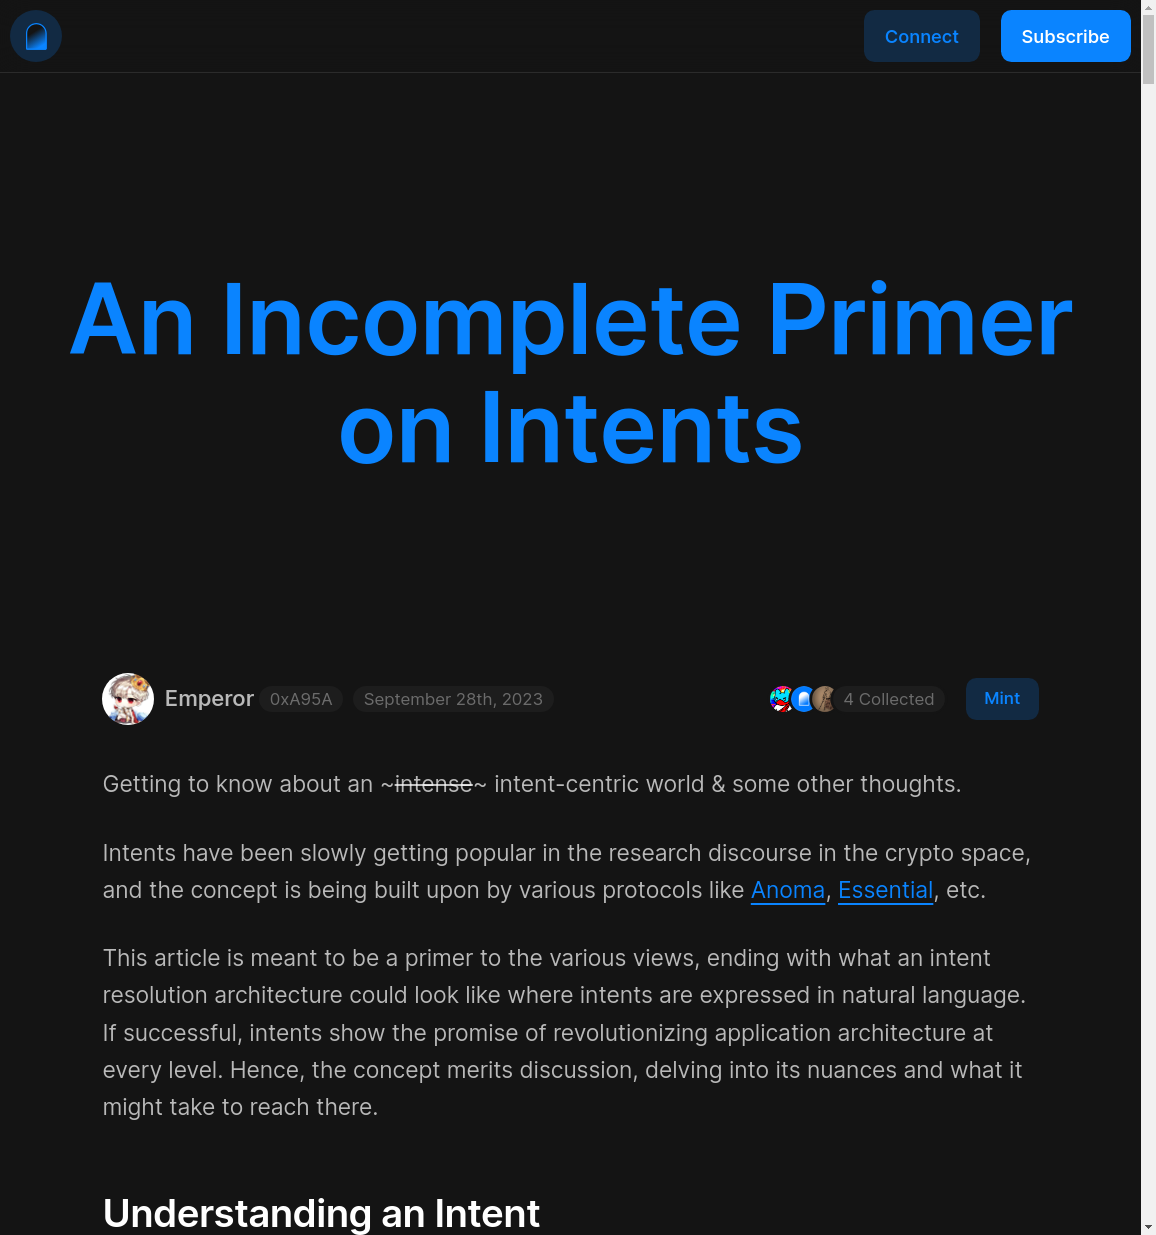 Connect
Subscribe
An Incomplete Primer
on Intents
Emperor 0xA95A September 28th, 2023
4 Collected
Mint
Getting to know about an ~intense~ intent-centric world & some other thoughts.
Intents have been slowly getting popular in the research discourse in the crypto space,
and the concept is being built upon by various protocols like Anoma, Essential, etc.
This article is meant to be a primer to the various views, ending with what an intent
resolution architecture could look like where intents are expressed in natural language.
If successful, intents show the promise of revolutionizing application architecture at
every level. Hence, the concept merits discussion, delving into its nuances and what it
might take to reach there.
Understanding an Intent